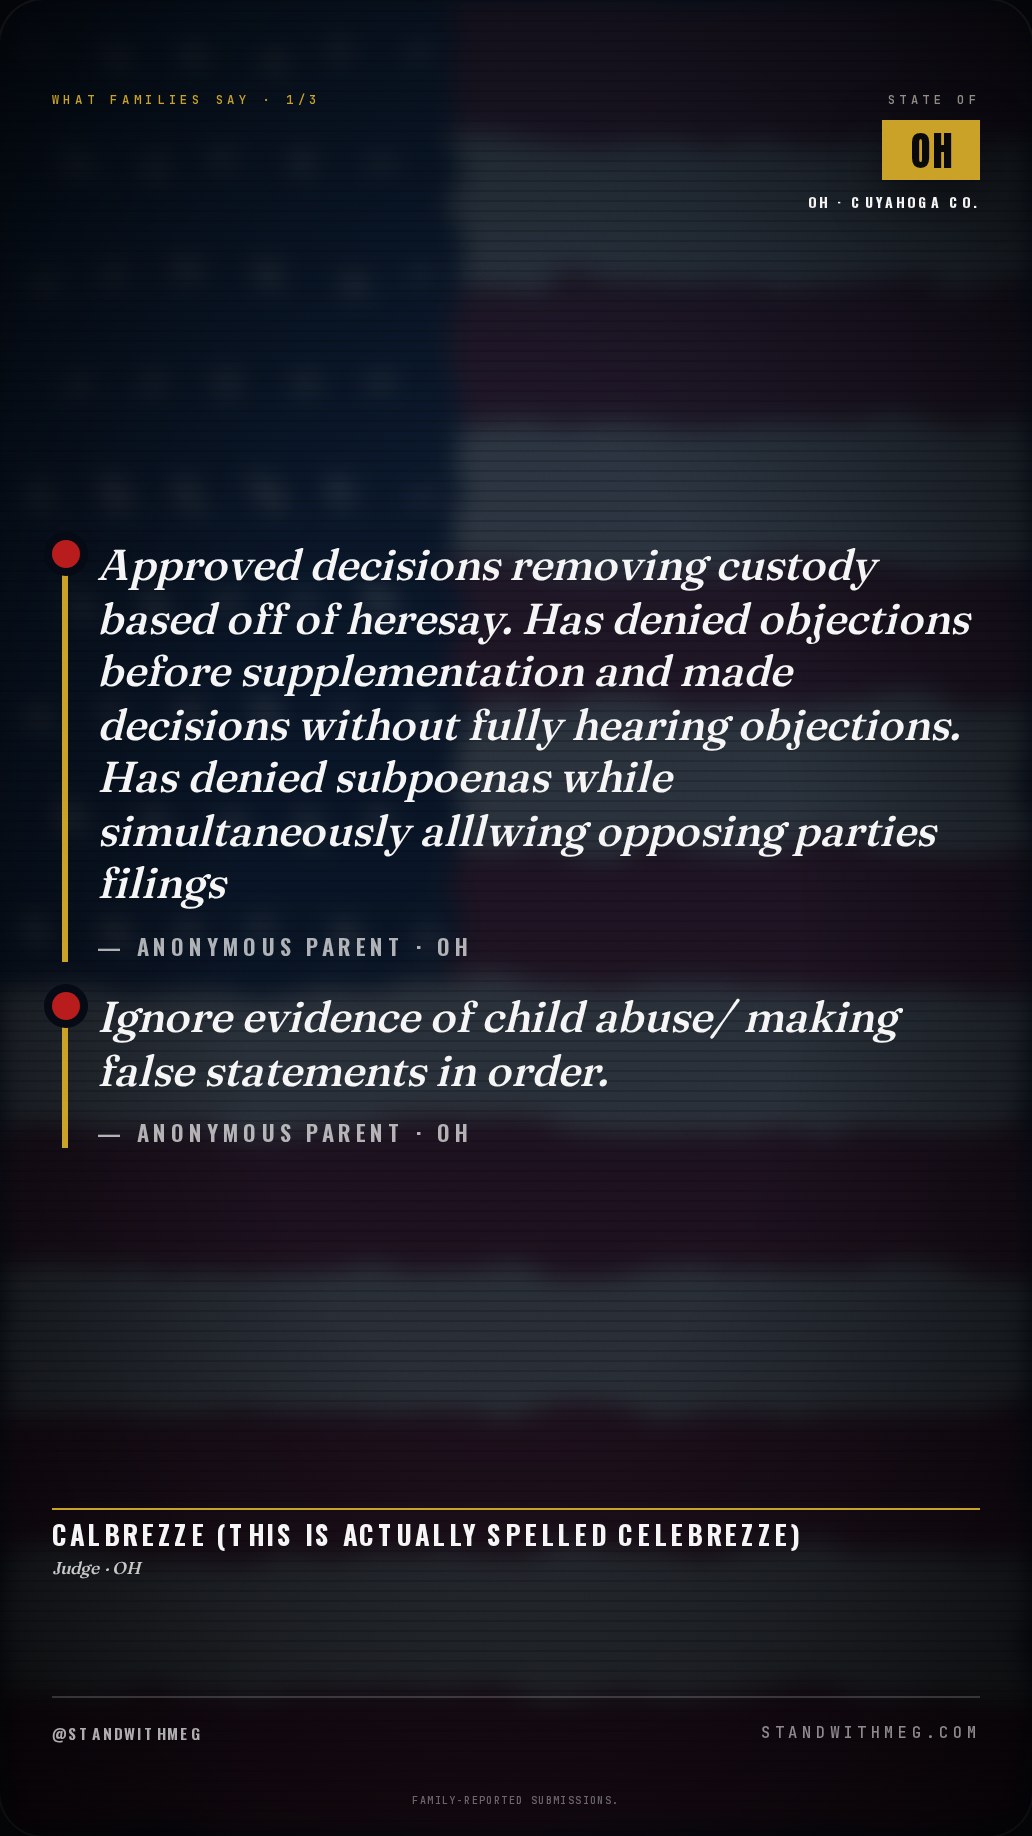 WHAT FAMILIES SAY · 1/3
STATE OF
OH
OH · CUYAHOGA CO.
Approved decisions removing custody
based off of heresay. Has denied objections
before supplementation and made
decisions without fully hearing objections.
Has denied subpoenas while
simultaneously alllwing opposing parties
filings
— ANONYMOUS PARENT · OH
Ignore evidence of child abuse/ making
false statements in order.
— ANONYMOUS PARENT · OH
CALBREZZE (THIS IS ACTUALLY SPELLED CELEBREZZE)
Judge · OH
@STANDWITHMEG
STANDWITHMEG.COM
FAMILY-REPORTED SUBMISSIONS.